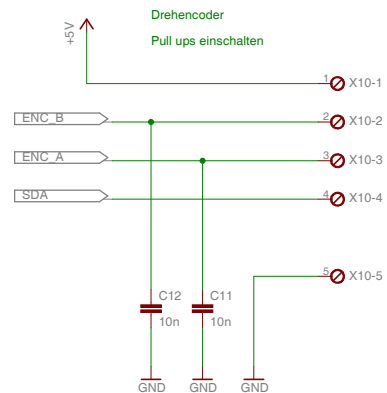 Drehencoder
+5V
Pull ups einschalten
1 X10-1
ENC_B 2 X10-2
ENC_A 3 X10-3
SDA 4 X10-4
5 X10-5
C12 C11
10n 10n
GND GND GND